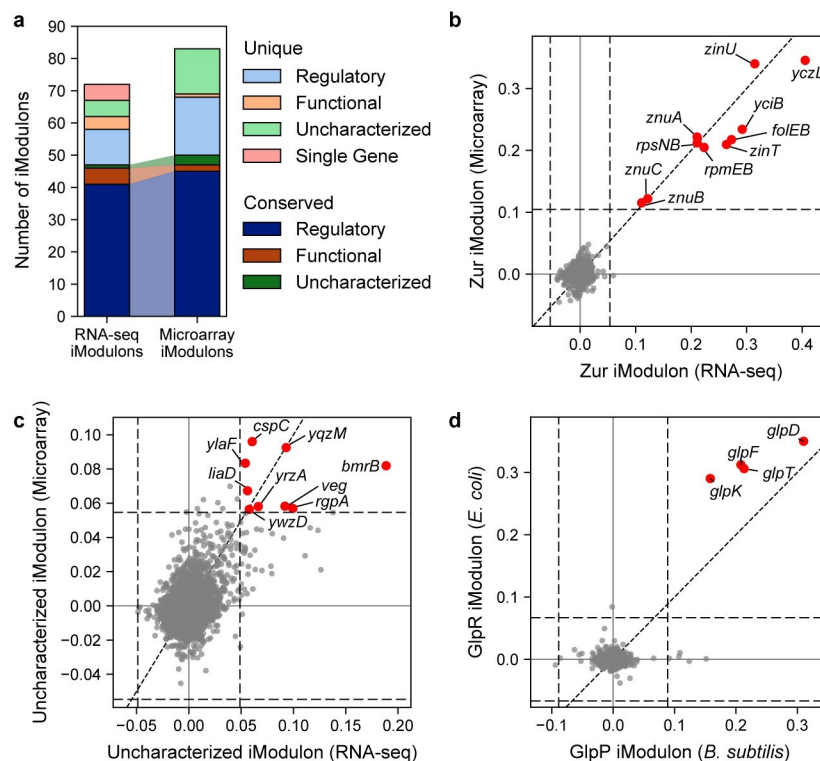 a
Number of iModulons
90
80
70
60
50
40
30
20
10
0
RNA-seq
iModulons
Microarray
iModulons
Unique
Regulatory
Functional
Uncharacterized
Single Gene
Conserved
Regulatory
Functional
Uncharacterized
b
Zur iModulon (Microarray)
0.3
0.2
0.1
0.0
zinU
yczL
znuA
yciB
rpsNB
folEB
zinT
rpmEB
znuC
znuB
0.0
0.1
0.2
0.3
0.4
Zur iModulon (RNA-seq)
c
Uncharacterized iModulon (Microarray)
0.10
0.08
0.06
0.04
0.02
0.00
−0.02
−0.04
cspC
ylaF
yqzM
liaD
yrzA
bmrB
veg
rgpA
ywzD
−0.05
0.00
0.05
0.10
0.15
0.20
Uncharacterized iModulon (RNA-seq)
d
GlpR iModulon (E. coli)
0.3
0.2
0.1
0.0
glpD
glpF
glpT
glpK
−0.1
0.0
0.1
0.2
0.3
GlpP iModulon (B. subtilis)